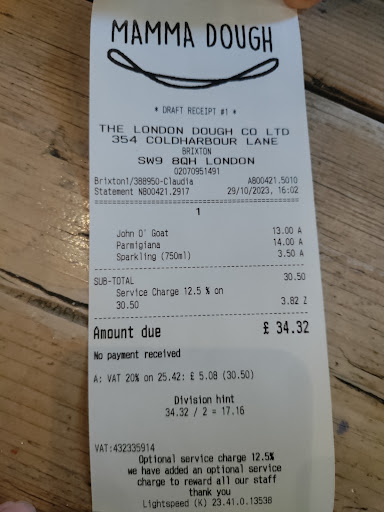 MAMMA DOUGH
* DRAFT RECEIPT #1 *
THE LONDON DOUGH CO LTD
354 COLDHARBOUR LANE
BRIXTON
SW9 8QH LONDON
02070951491
Brixton1/388950-Claudia AB00421.5010
Statement NB00421.2917 29/10/2023, 16:02
1
John O' Goat 13.00 A
Parmigiana 14.00 A
Sparkling (750ml) 3.50 A
SUB-TOTAL 30.50
Service Charge 12.5 % on
30.50 3.82 Z
Amount due £ 34.32
No payment received
A: VAT 20% on 25.42: £ 5.08 (30.50)
Division hint
34.32 / 2 = 17.16
VAT:432335914
Optional service charge 12.5%
we have added an optional service
charge to reward all our staff
thank you
Lightspeed (K) 23.41.0.13538